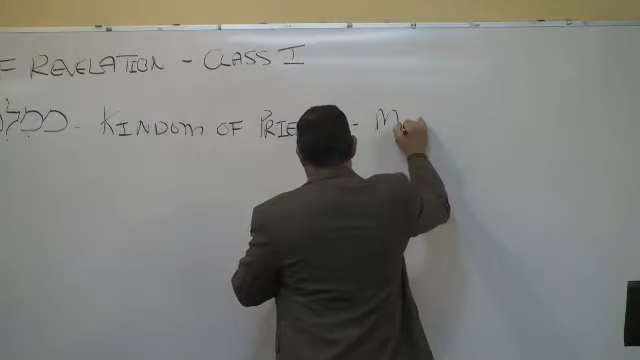 F REVELATION - CLASS I
KINDOM OF PRIE - M